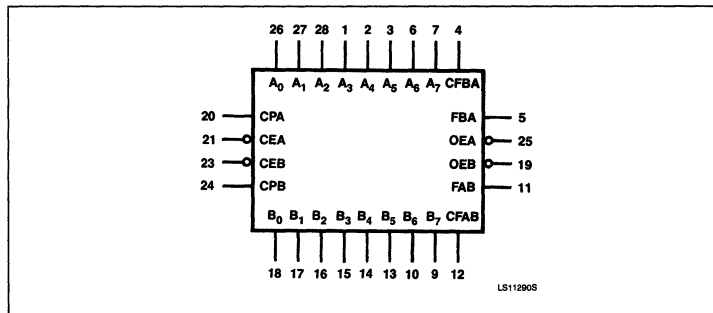 26 27 28 1 2 3 6 7 4
A0 A1 A2 A3 A4 A5 A6 A7 CFBA
20 CPA FBA 5
21 CEA OEA 25
23 CEB OEB 19
24 CPB FAB 11
B0 B1 B2 B3 B4 B5 B6 B7 CFAB
18 17 16 15 14 13 10 9 12
LS11290S